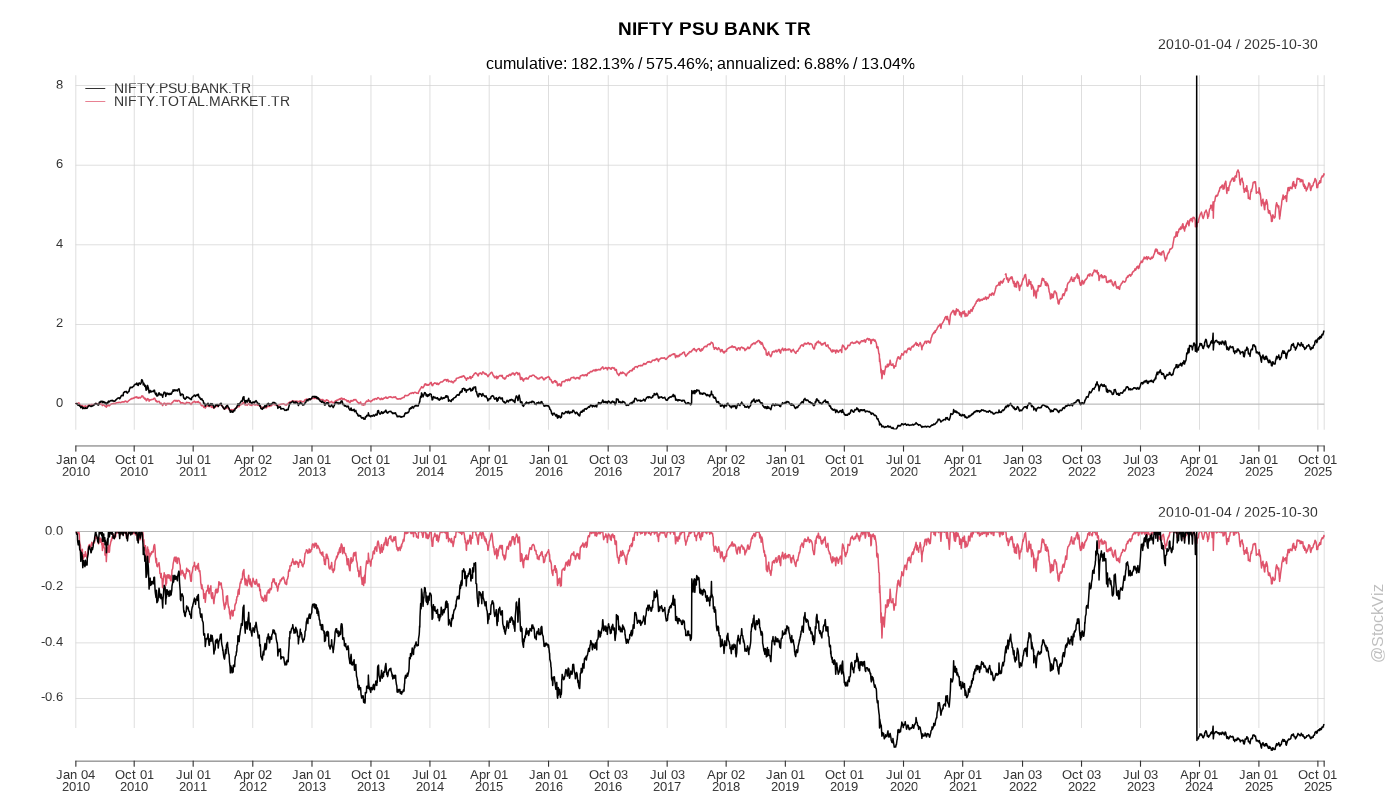 NIFTY PSU BANK TR
2010-01-04 / 2025-10-30
cumulative: 182.13% / 575.46%; annualized: 6.88% / 13.04%
NIFTY.PSU.BANK.TR
NIFTY.TOTAL.MARKET.TR
8
6
4
2
0
Jan 04 Oct 01 Jul 01 Apr 02 Jan 01 Oct 01 Jul 01 Apr 01 Jan 01 Oct 03 Jul 03 Apr 02 Jan 01 Oct 01 Jul 01 Apr 01 Jan 03 Oct 03 Jul 03 Apr 01 Jan 01 Oct 01
2010 2010 2011 2012 2013 2013 2014 2015 2016 2016 2017 2018 2019 2019 2020 2021 2022 2022 2023 2024 2025 2025
2010-01-04 / 2025-10-30
0.0
-0.2
-0.4
-0.6
Jan 04 Oct 01 Jul 01 Apr 02 Jan 01 Oct 01 Jul 01 Apr 01 Jan 01 Oct 03 Jul 03 Apr 02 Jan 01 Oct 01 Jul 01 Apr 01 Jan 03 Oct 03 Jul 03 Apr 01 Jan 01 Oct 01
2010 2010 2011 2012 2013 2013 2014 2015 2016 2016 2017 2018 2019 2019 2020 2021 2022 2022 2023 2024 2025 2025
@StockViz